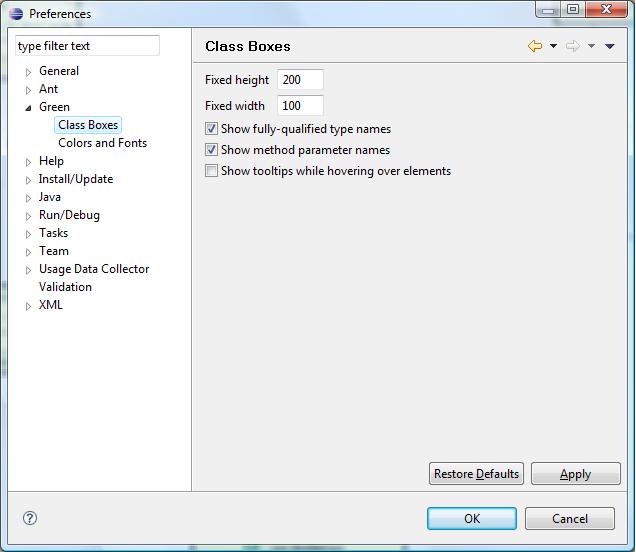 Preferences
type filter text
General
Ant
Green
Class Boxes
Colors and Fonts
Help
Install/Update
Java
Run/Debug
Tasks
Team
Usage Data Collector
Validation
XML
Class Boxes
Fixed height 200
Fixed width 100
Show fully-qualified type names
Show method parameter names
Show tooltips while hovering over elements
Restore Defaults Apply
? OK Cancel